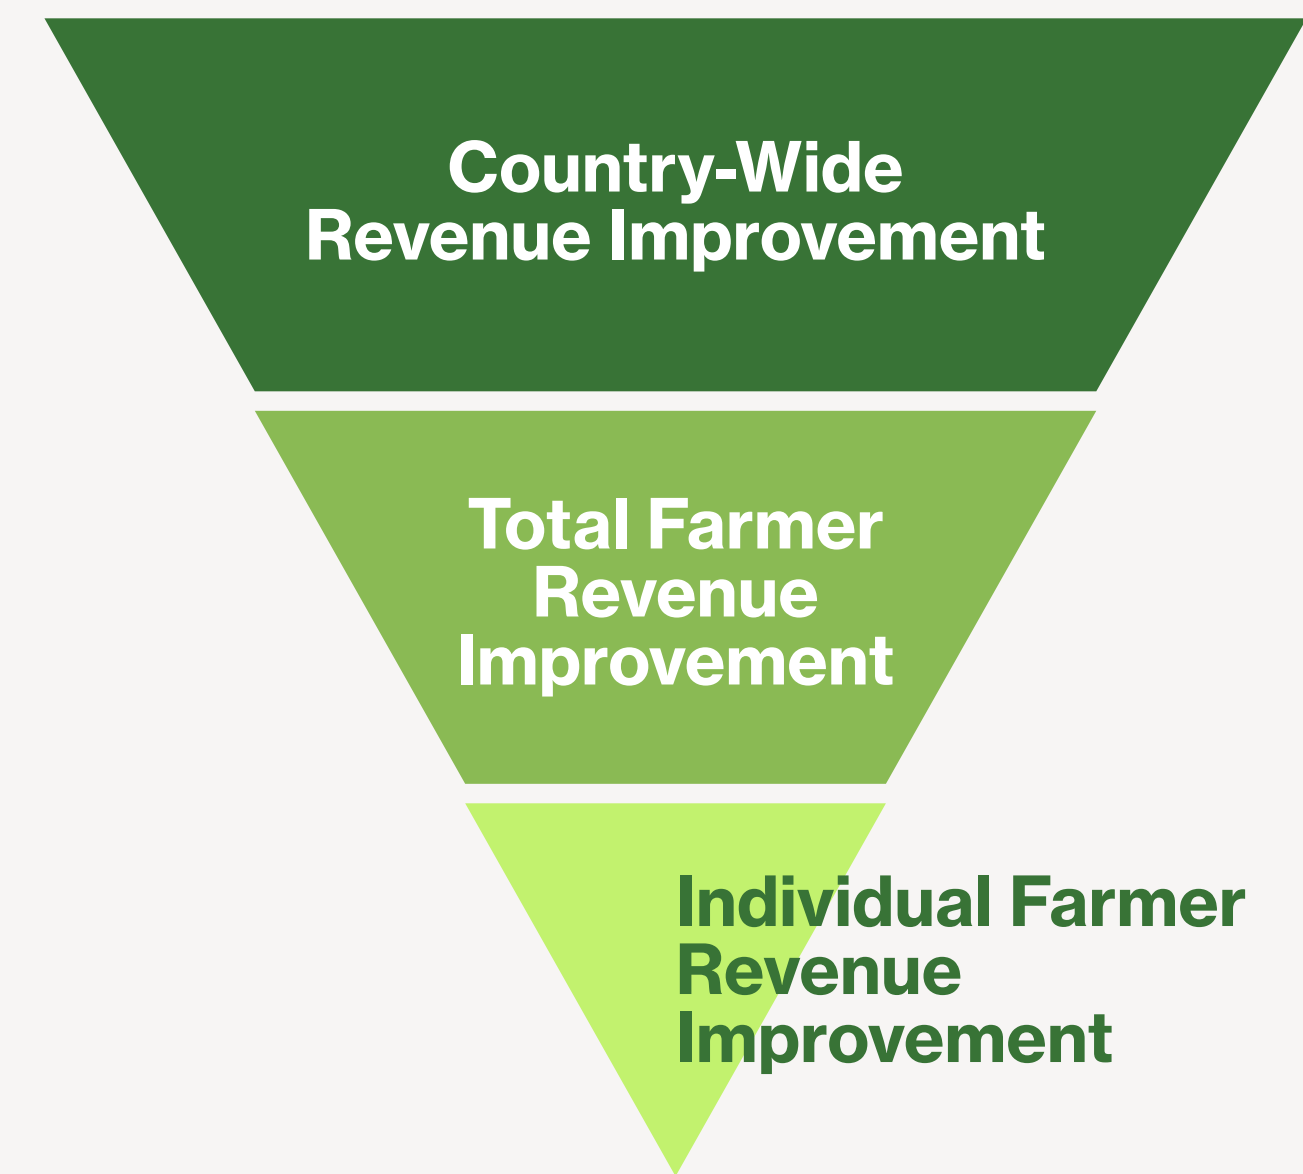 Country-Wide
Revenue Improvement
Total Farmer
Revenue
Improvement
Individual Farmer
Revenue
Improvement